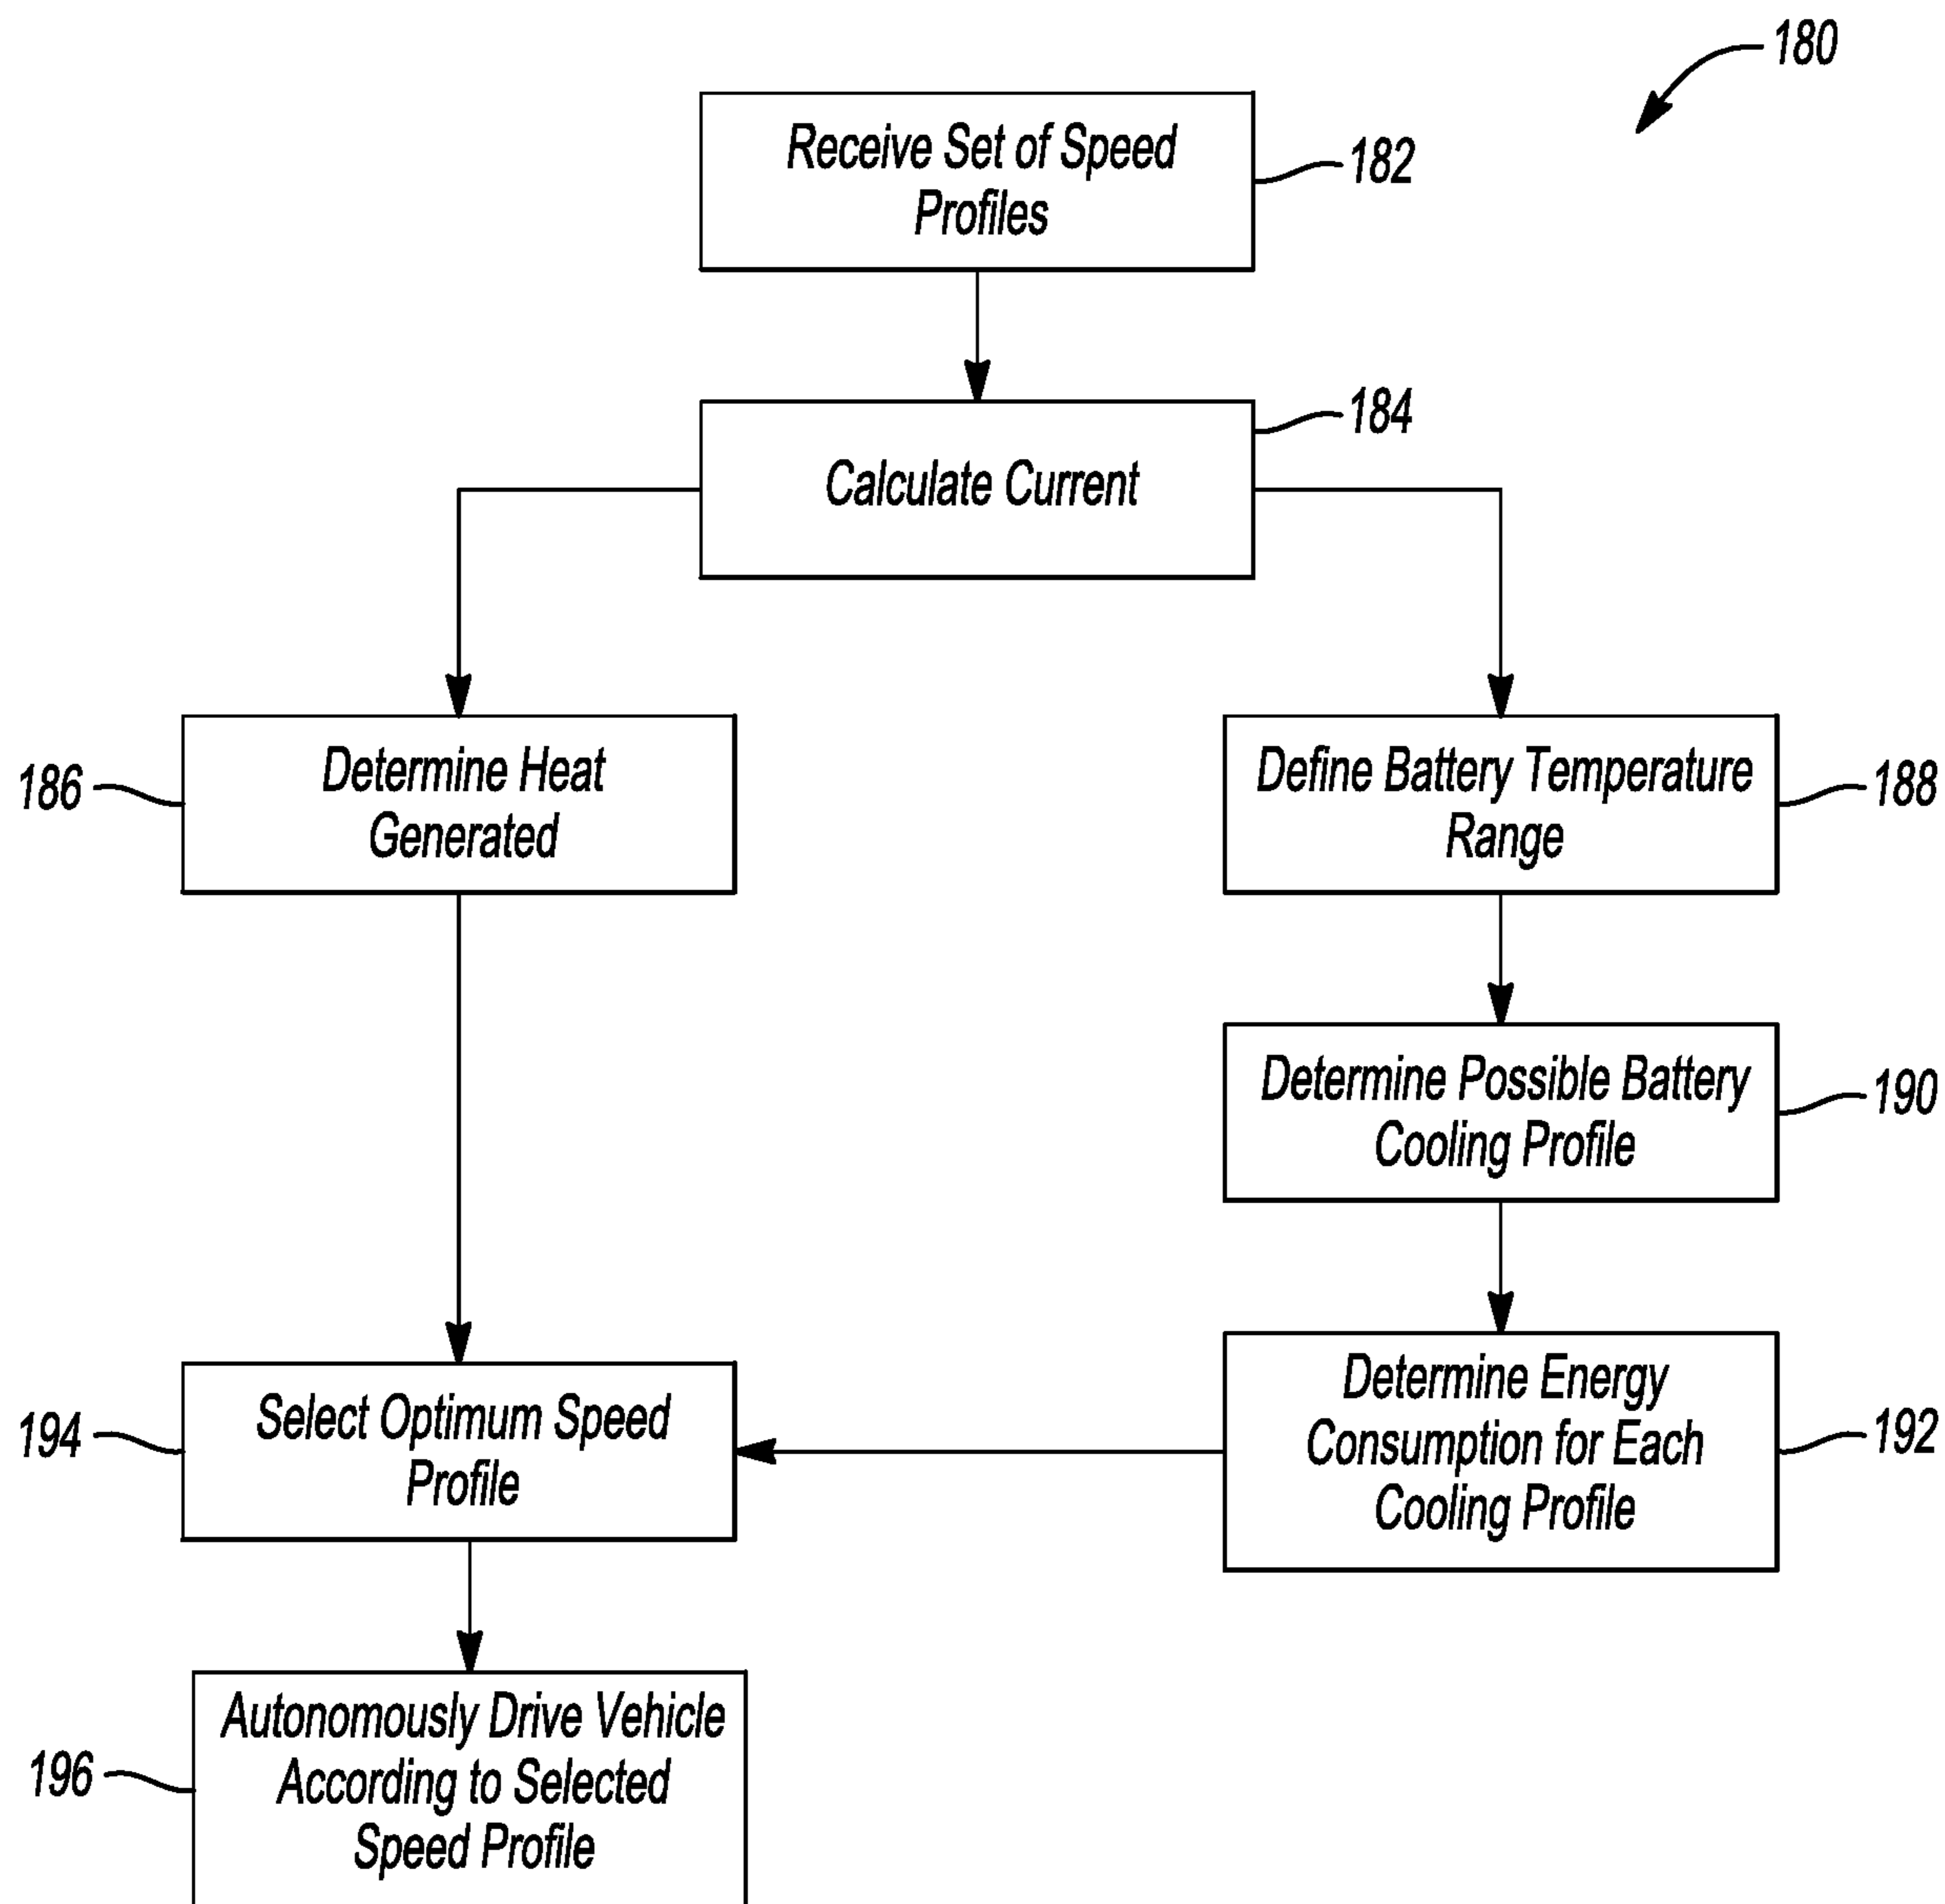 180
Receive Set of Speed
Profiles
182
Calculate Current
184
Determine Heat
Generated
186
Define Battery Temperature
Range
188
Determine Possible Battery
Cooling Profile
190
Determine Energy
Consumption for Each
Cooling Profile
192
Select Optimum Speed
Profile
194
Autonomously Drive Vehicle
According to Selected
Speed Profile
196